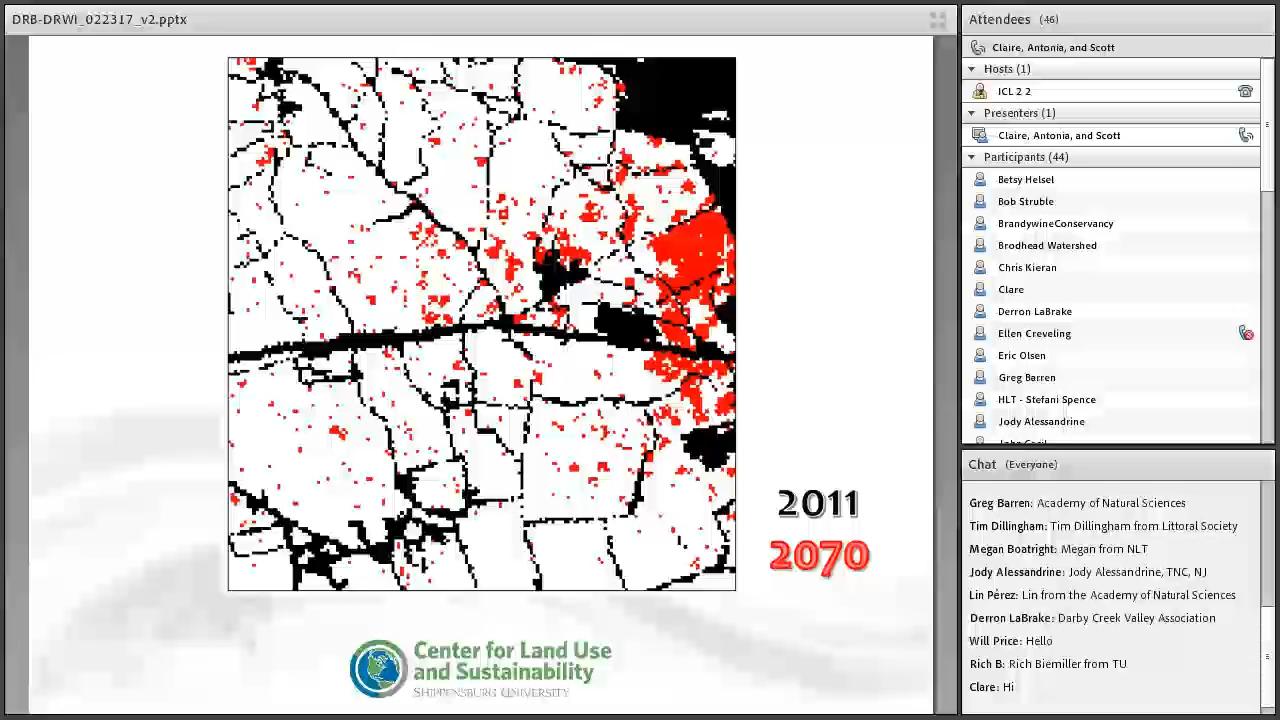 DRB-DRWI_022317_v2.pptx
2011
2070
Center for Land Use
and Sustainability
SHIPPENSBURG UNIVERSITY
Attendees (46)
Claire, Antonia, and Scott
Hosts (1)
ICL 2 2
Presenters (1)
Claire, Antonia, and Scott
Participants (44)
Betsy Helsel
Bob Struble
BrandywineConservancy
Brodhead Watershed
Chris Kieran
Clare
Derron LaBrake
Ellen Creveling
Eric Olsen
Greg Barren
HLT - Stefani Spence
Jody Alessandrine
Chat (Everyone)
Greg Barren: Academy of Natural Sciences
Tim Dillingham: Tim Dillingham from Littoral Society
Megan Boatright: Megan from NLT
Jody Alessandrine: Jody Alessandrine, TNC, NJ
Lin Pérez: Lin from the Academy of Natural Sciences
Derron LaBrake: Darby Creek Valley Association
Will Price: Hello
Rich B: Rich Biemiller from TU
Clare: Hi